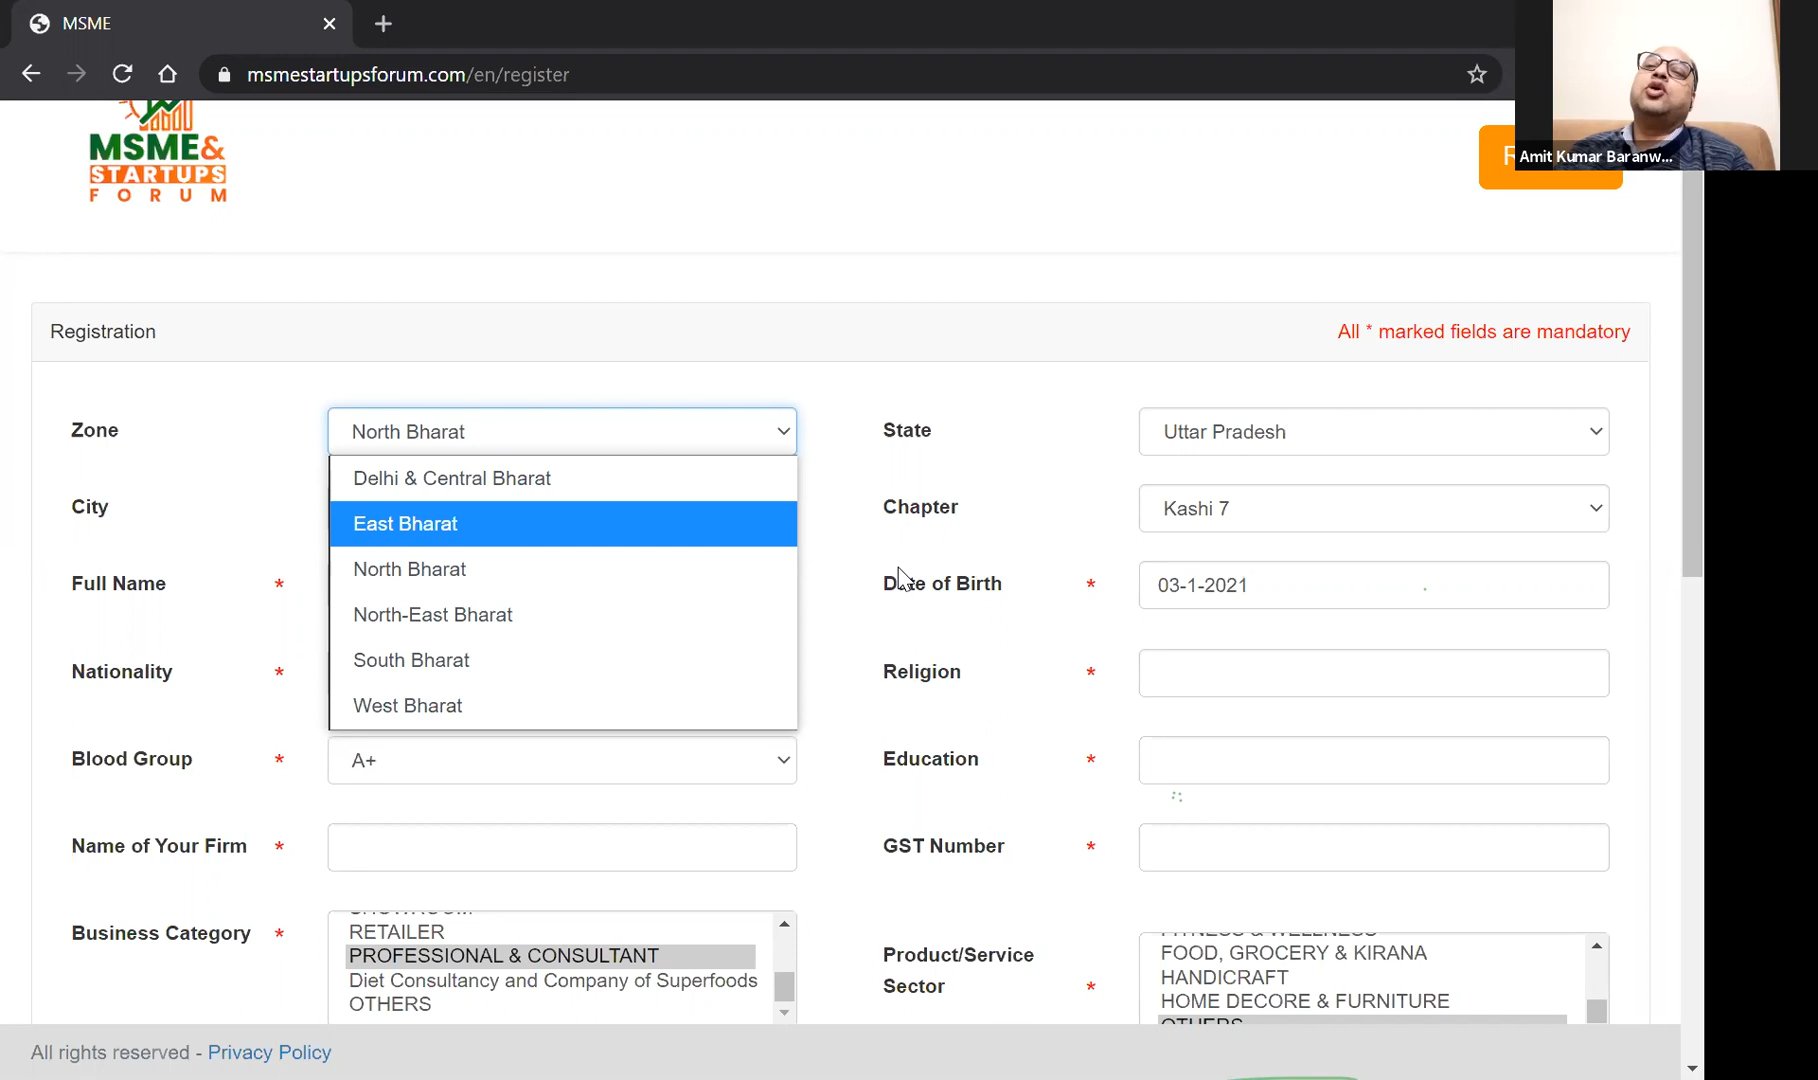 MSME
msmestartupsforum.com/en/register
MSME&
STARTUPS
FORUM
Amit Kumar Baranw...
Registration
All * marked fields are mandatory
Zone
North Bharat
State
Uttar Pradesh
Delhi & Central Bharat
City
East Bharat
Chapter
Kashi 7
North Bharat
Full Name *
Date of Birth *
03-1-2021
North-East Bharat
South Bharat
Nationality *
Religion *
West Bharat
Blood Group *
A+
Education *
Name of Your Firm *
GST Number *
Business Category *
RETAILER
PROFESSIONAL & CONSULTANT
Diet Consultancy and Company of Superfoods
OTHERS
Product/Service
Sector *
FITNESS & WELLNESS
FOOD, GROCERY & KIRANA
HANDICRAFT
HOME DECORE & FURNITURE
OTHERS
All rights reserved - Privacy Policy